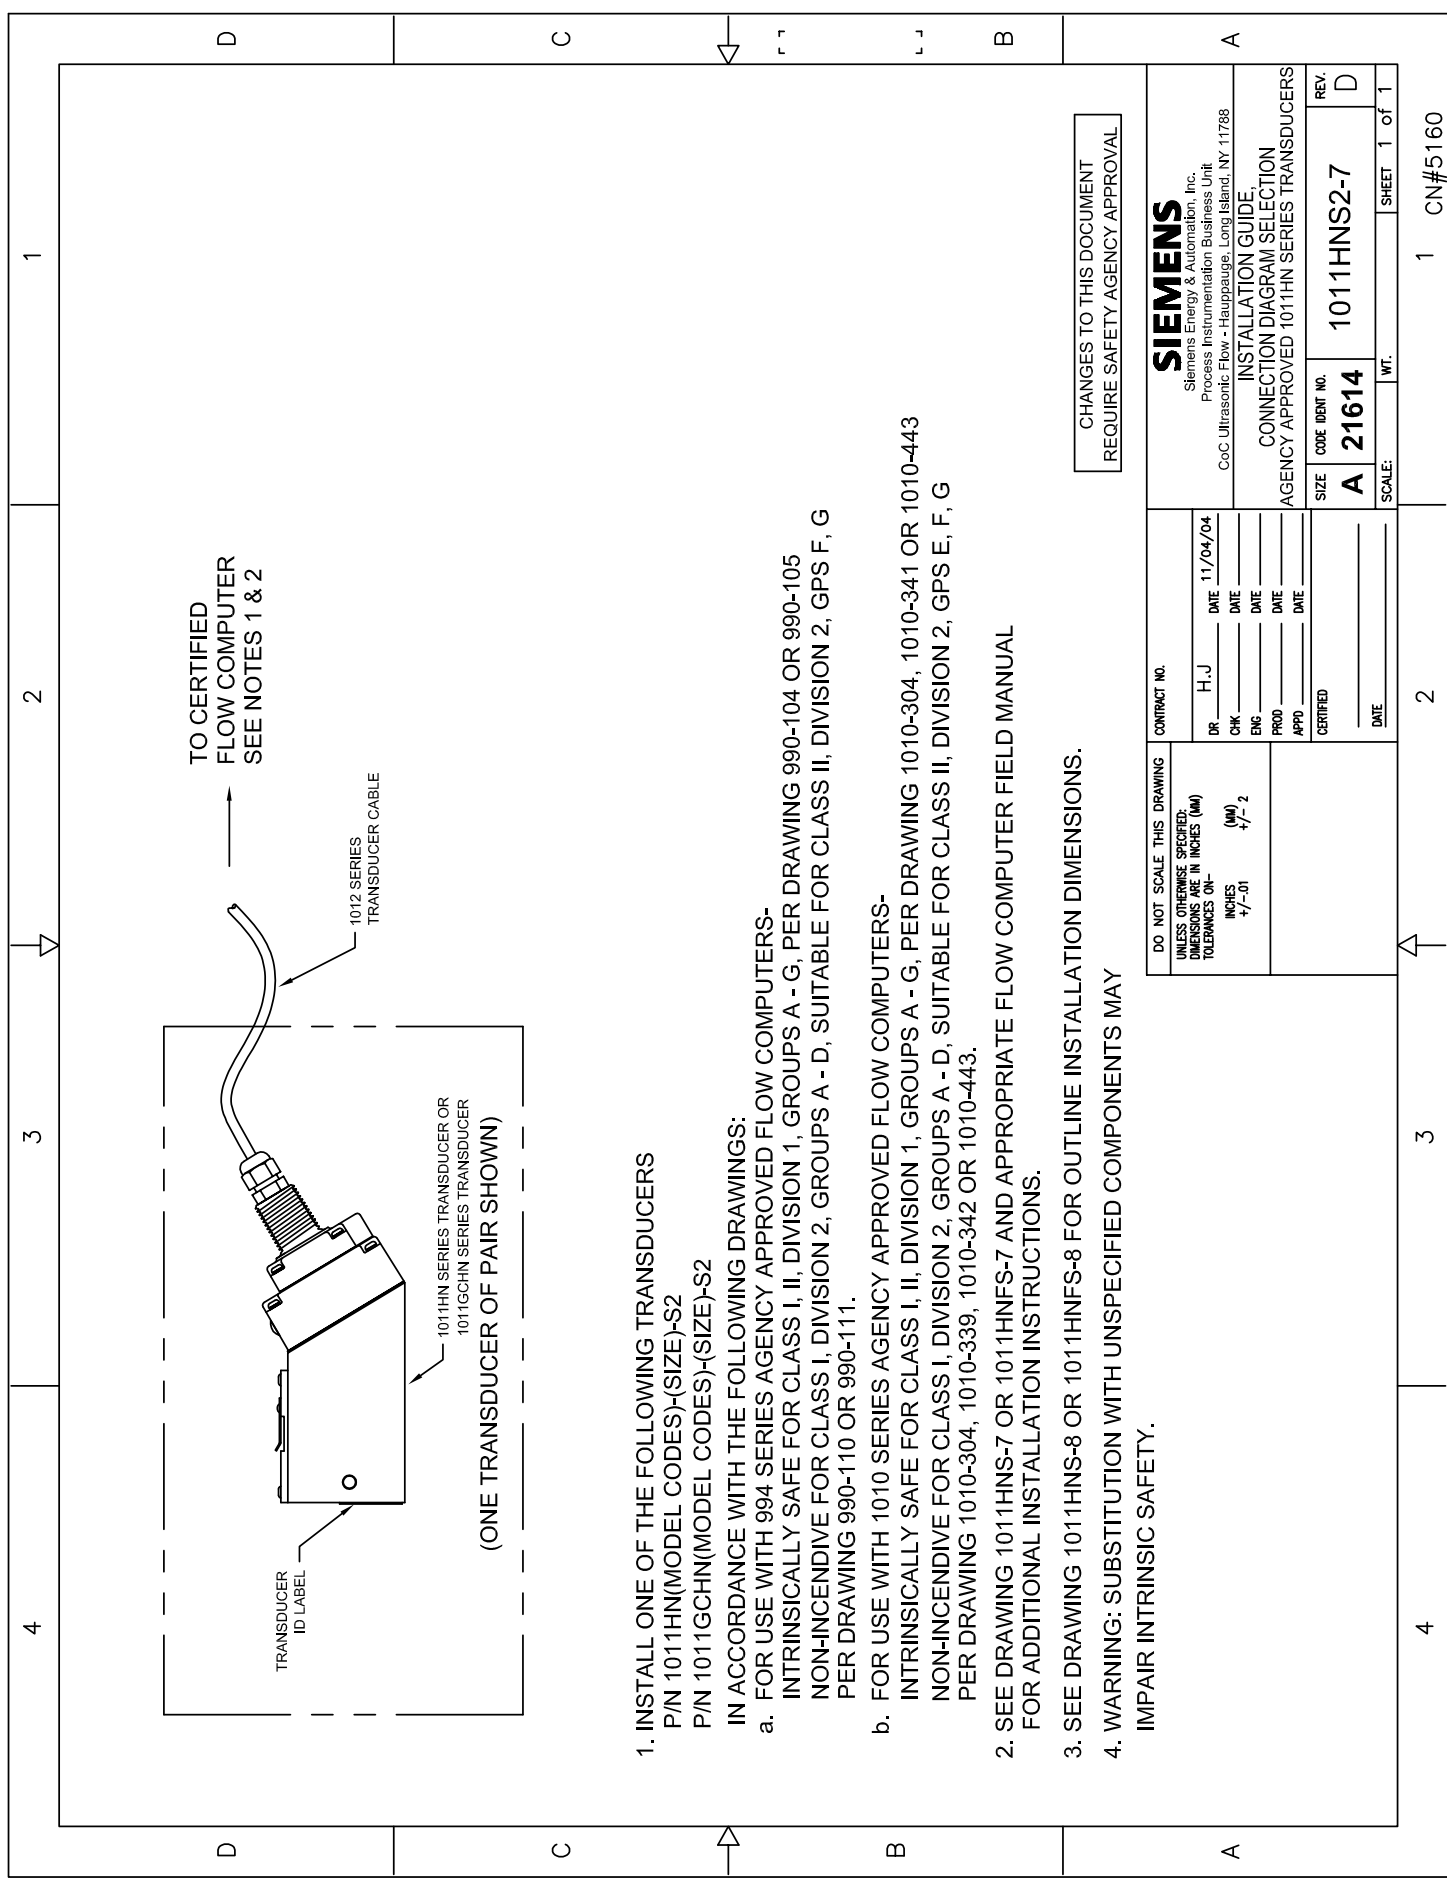 4
3
2
1
D
D
C
C
B
B
A
A
TO CERTIFIED
FLOW COMPUTER
SEE NOTES 1 & 2
1012 SERIES
TRANSDUCER CABLE
TRANSDUCER
ID LABEL
1011HN SERIES TRANSDUCER OR
1011GCHN SERIES TRANSDUCER
(ONE TRANSDUCER OF PAIR SHOWN)
1. INSTALL ONE OF THE FOLLOWING TRANSDUCERS
P/N 1011HN(MODEL CODES)-(SIZE)-S2
P/N 1011GCHN(MODEL CODES)-(SIZE)-S2
IN ACCORDANCE WITH THE FOLLOWING DRAWINGS:
a. FOR USE WITH 994 SERIES AGENCY APPROVED FLOW COMPUTERS-
INTRINSICALLY SAFE FOR CLASS I, II, DIVISION 1, GROUPS A - G, PER DRAWING 990-104 OR 990-105
NON-INCENDIVE FOR CLASS I, DIVISION 2, GROUPS A - D, SUITABLE FOR CLASS II, DIVISION 2, GPS F, G
PER DRAWING 990-110 OR 990-111.
b. FOR USE WITH 1010 SERIES AGENCY APPROVED FLOW COMPUTERS-
INTRINSICALLY SAFE FOR CLASS I, II, DIVISION 1, GROUPS A - G, PER DRAWING 1010-304, 1010-341 OR 1010-443
NON-INCENDIVE FOR CLASS I, DIVISION 2, GROUPS A - D, SUITABLE FOR CLASS II, DIVISION 2, GPS E, F, G
PER DRAWING 1010-304, 1010-339, 1010-342 OR 1010-443.
2. SEE DRAWING 1011HNS-7 OR 1011HNFS-7 AND APPROPRIATE FLOW COMPUTER FIELD MANUAL
FOR ADDITIONAL INSTALLATION INSTRUCTIONS.
3. SEE DRAWING 1011HNS-8 OR 1011HNFS-8 FOR OUTLINE INSTALLATION DIMENSIONS.
4. WARNING: SUBSTITUTION WITH UNSPECIFIED COMPONENTS MAY
IMPAIR INTRINSIC SAFETY.
CHANGES TO THIS DOCUMENT
REQUIRE SAFETY AGENCY APPROVAL
DO NOT SCALE THIS DRAWING
UNLESS OTHERWISE SPECIFIED:
DIMENSIONS ARE IN INCHES (MM)
TOLERANCES ON-
INCHES (MM)
+/-.01 +/- 2
CONTRACT NO.
DR H.J DATE 11/04/04
CHK DATE
ENG DATE
PROD DATE
APPD DATE
CERTIFIED
DATE
SIEMENS
Siemens Energy & Automation, Inc.
Process Instrumentation Business Unit
CoC Ultrasonic Flow - Hauppauge, Long Island, NY 11788
INSTALLATION GUIDE,
CONNECTION DIAGRAM SELECTION
AGENCY APPROVED 1011HN SERIES TRANSDUCERS
SIZE
A
CODE IDENT NO.
21614
1011HNS2-7
REV.
D
SCALE:
WT.
SHEET 1 of 1
4
3
2
1
CN#5160